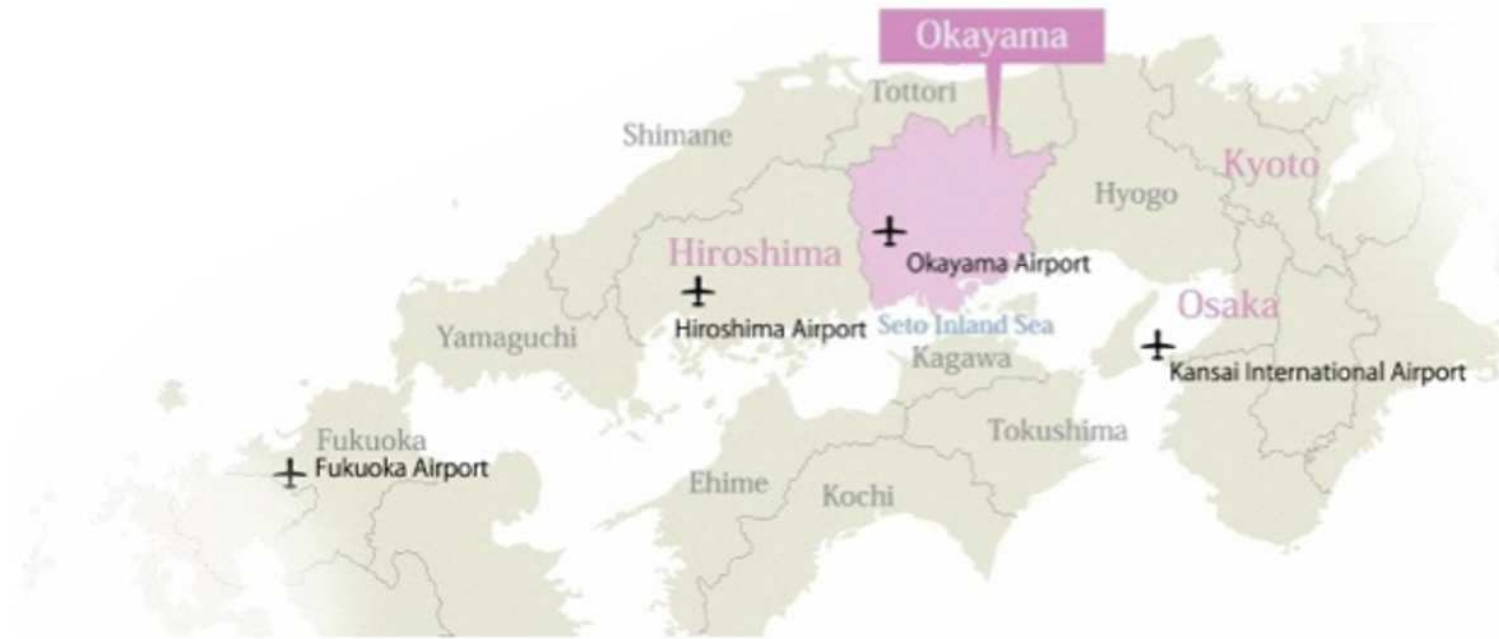 Okayama
Tottori
Shimane
Kyoto
Hyogo
Hiroshima
Okayama Airport
Osaka
Hiroshima Airport
Seto Inland Sea
Yamaguchi
Kagawa
Kansai International Airport
Tokushima
Fukuoka
Fukuoka Airport
Ehime
Kochi